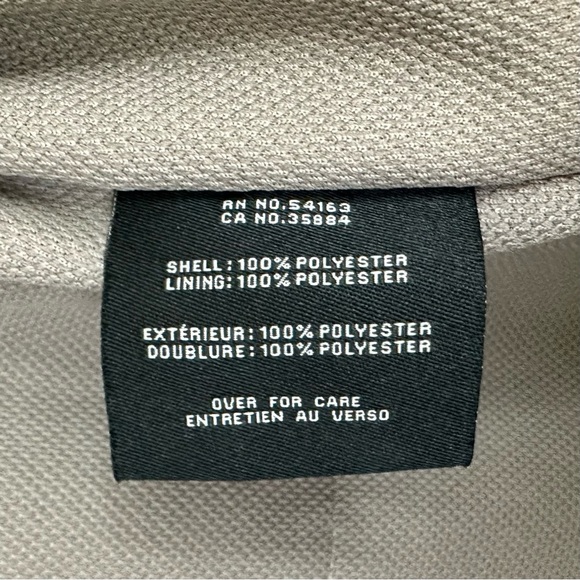 RN NO.54163
CA NO.35884
SHELL:100% POLYESTER
LINING:100% POLYESTER
EXTÉRIEUR:100% POLYESTER
DOUBLURE:100% POLYESTER
OVER FOR CARE
ENTRETIEN AU VERSO